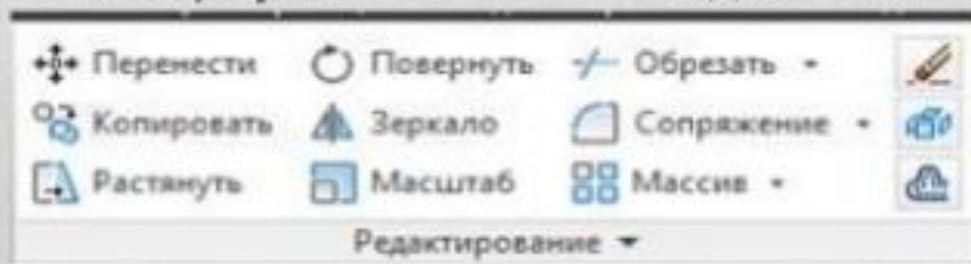 Перенести Повернуть Обрезать
Копировать Зеркало Сопряжение
Растянуть Масштаб Массив
Редактирование